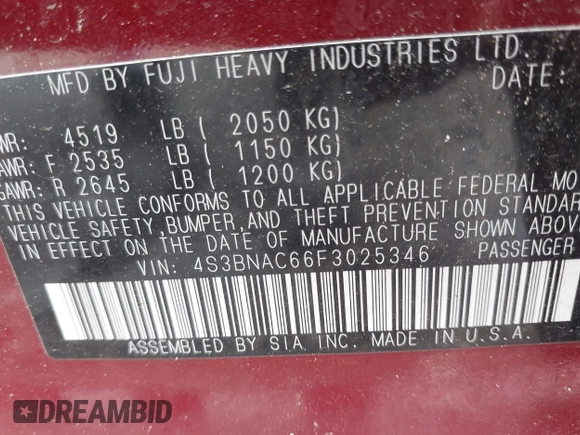 MFD BY FUJI HEAVY INDUSTRIES LTD.
DATE:
WR: 4519 LB ( 2050 KG)
AWR: F 2535 LB ( 1150 KG)
GAWR: R 2645 LB ( 1200 KG)
THIS VEHICLE CONFORMS TO ALL APPLICABLE FEDERAL MO
VEHICLE SAFETY, BUMPER, AND THEFT PREVENTION STANDAR
IN EFFECT ON THE DATE OF MANUFACTURE SHOWN ABOV
VIN: 4S3BNAC66F3025346 PASSENGER
ASSEMBLED BY SIA, INC. MADE IN U.S.A.
DREAMBID